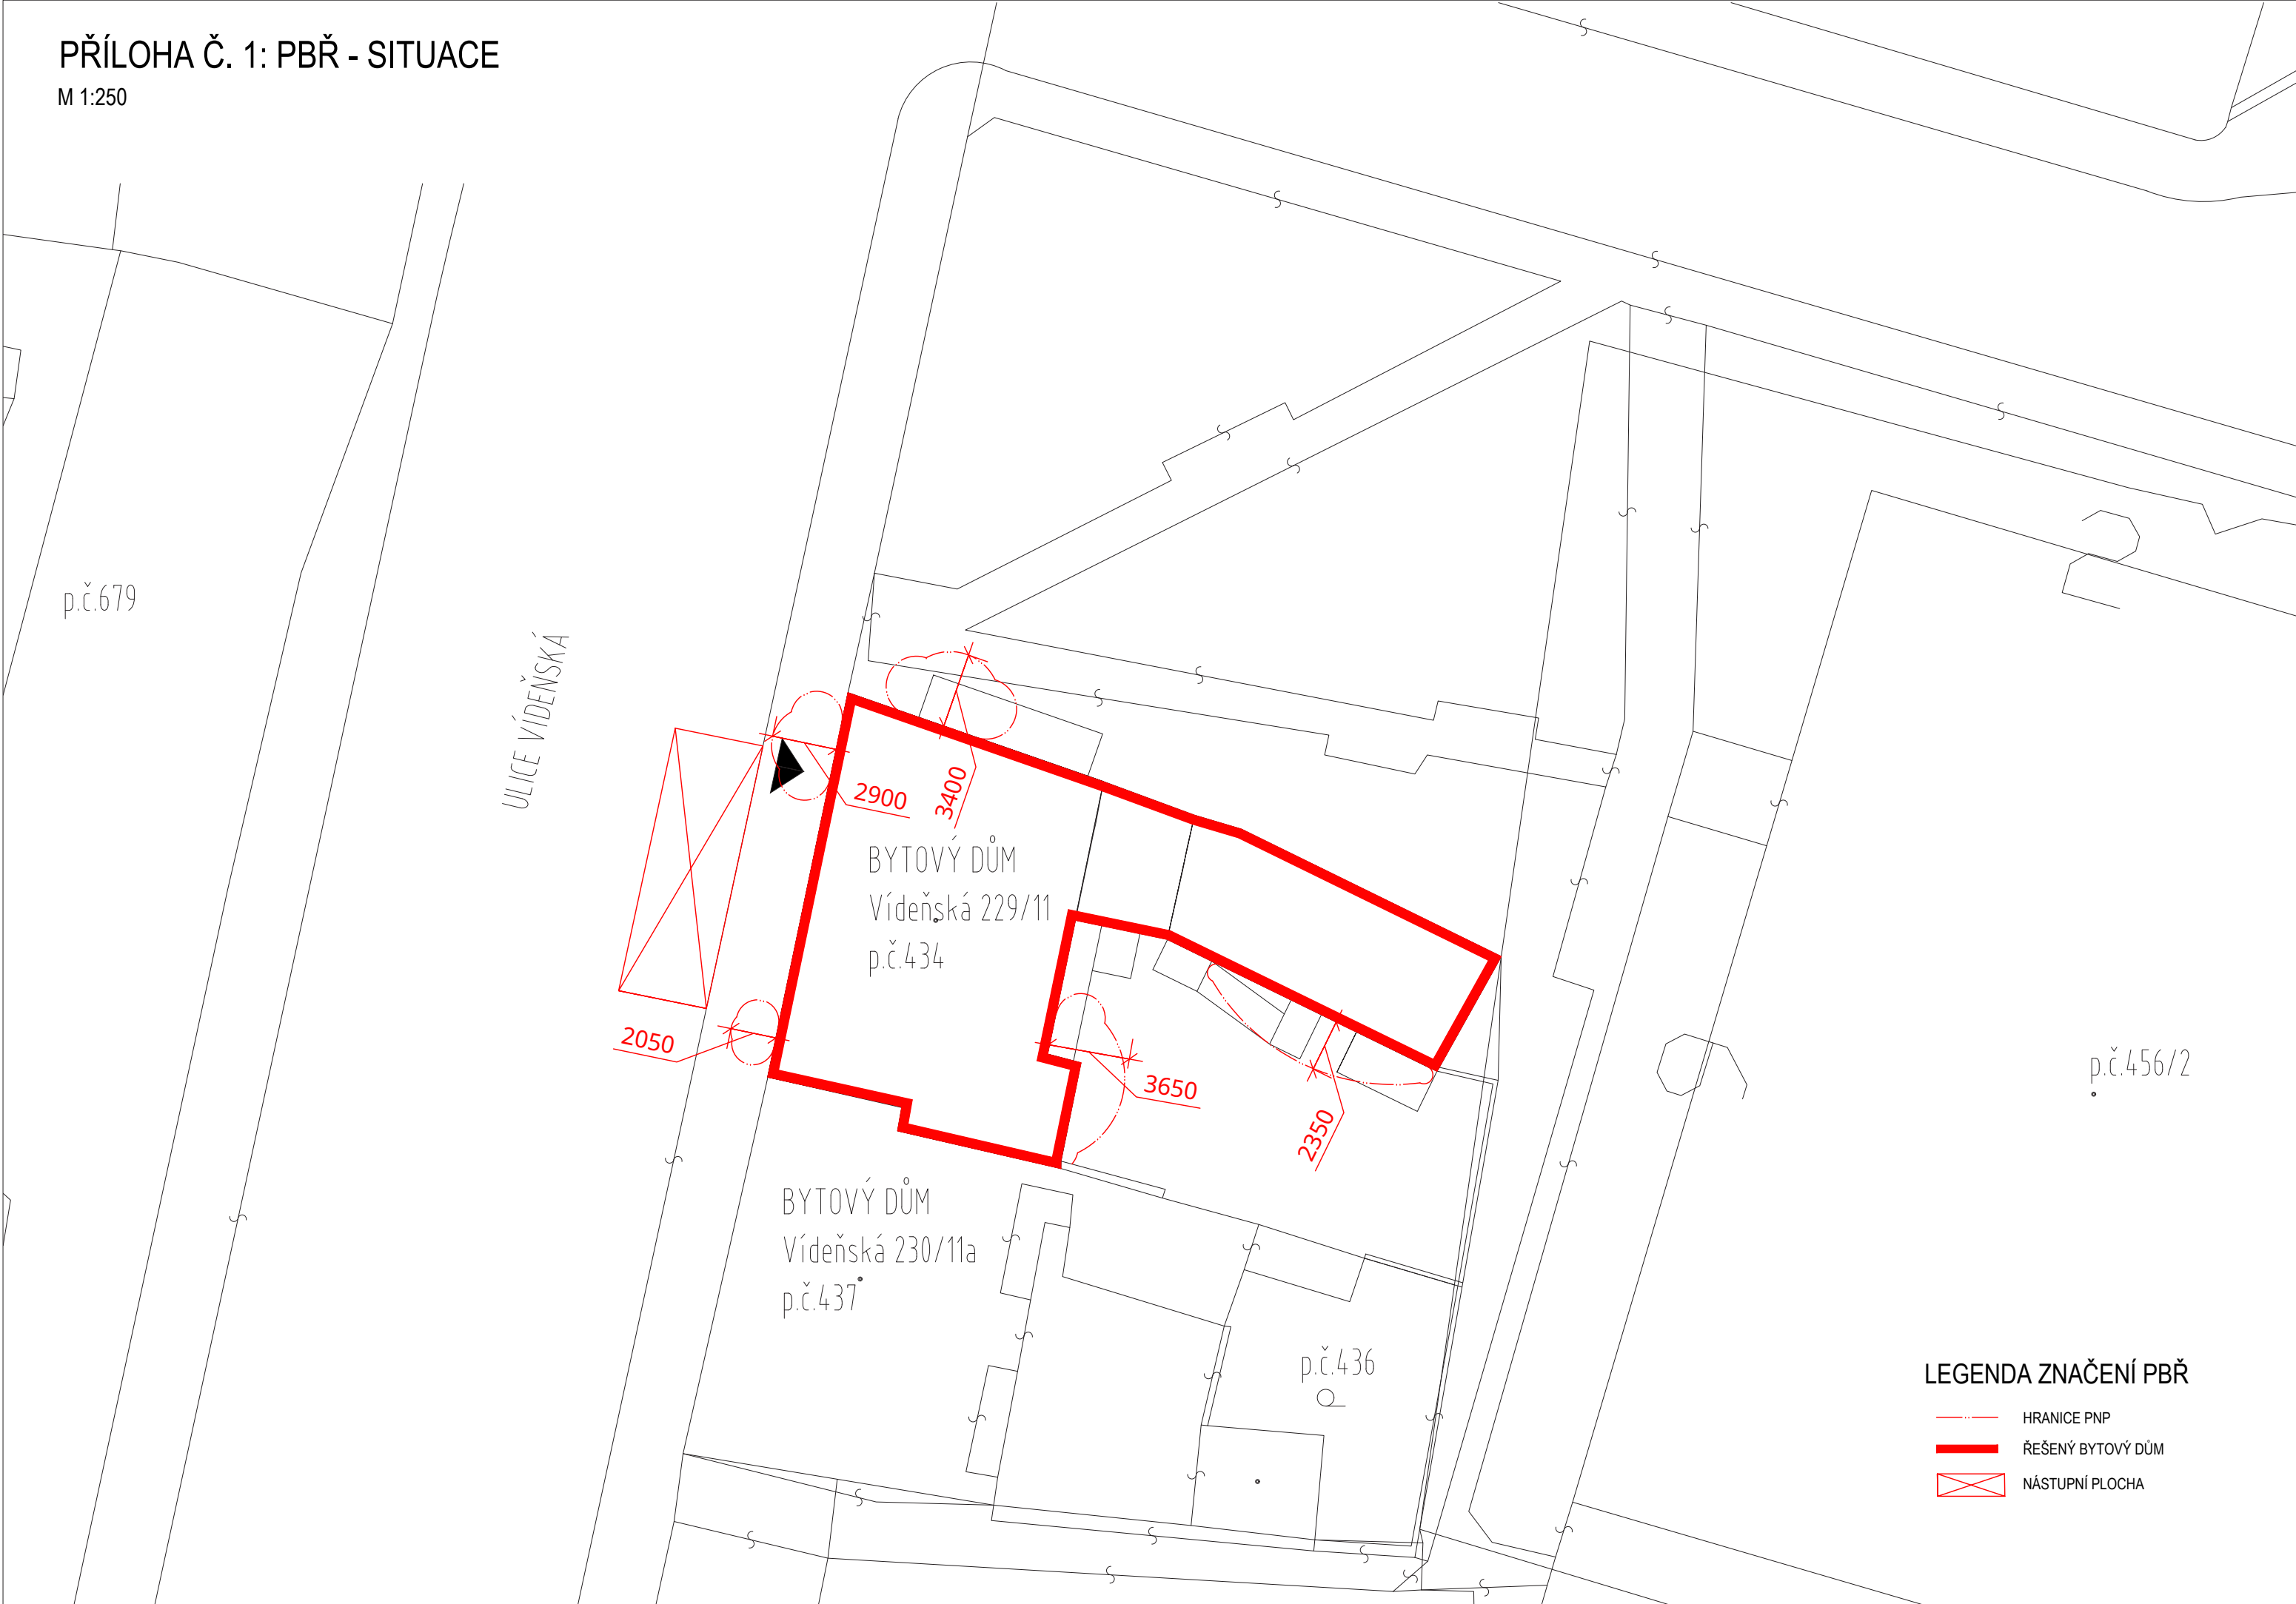 PŘÍLOHA Č. 1: PBŘ - SITUACE
M 1:250
p.č.679
ULICE VÍDEŇSKÁ
2900
3400
BYTOVÝ DŮM
Vídeňská 229/11
p.č.434
2050
3650
2350
p.č.456/2
BYTOVÝ DŮM
Vídeňská 230/11a
p.č.437
p.č.436
LEGENDA ZNAČENÍ PBŘ
HRANICE PNP
ŘEŠENÝ BYTOVÝ DŮM
NÁSTUPNÍ PLOCHA